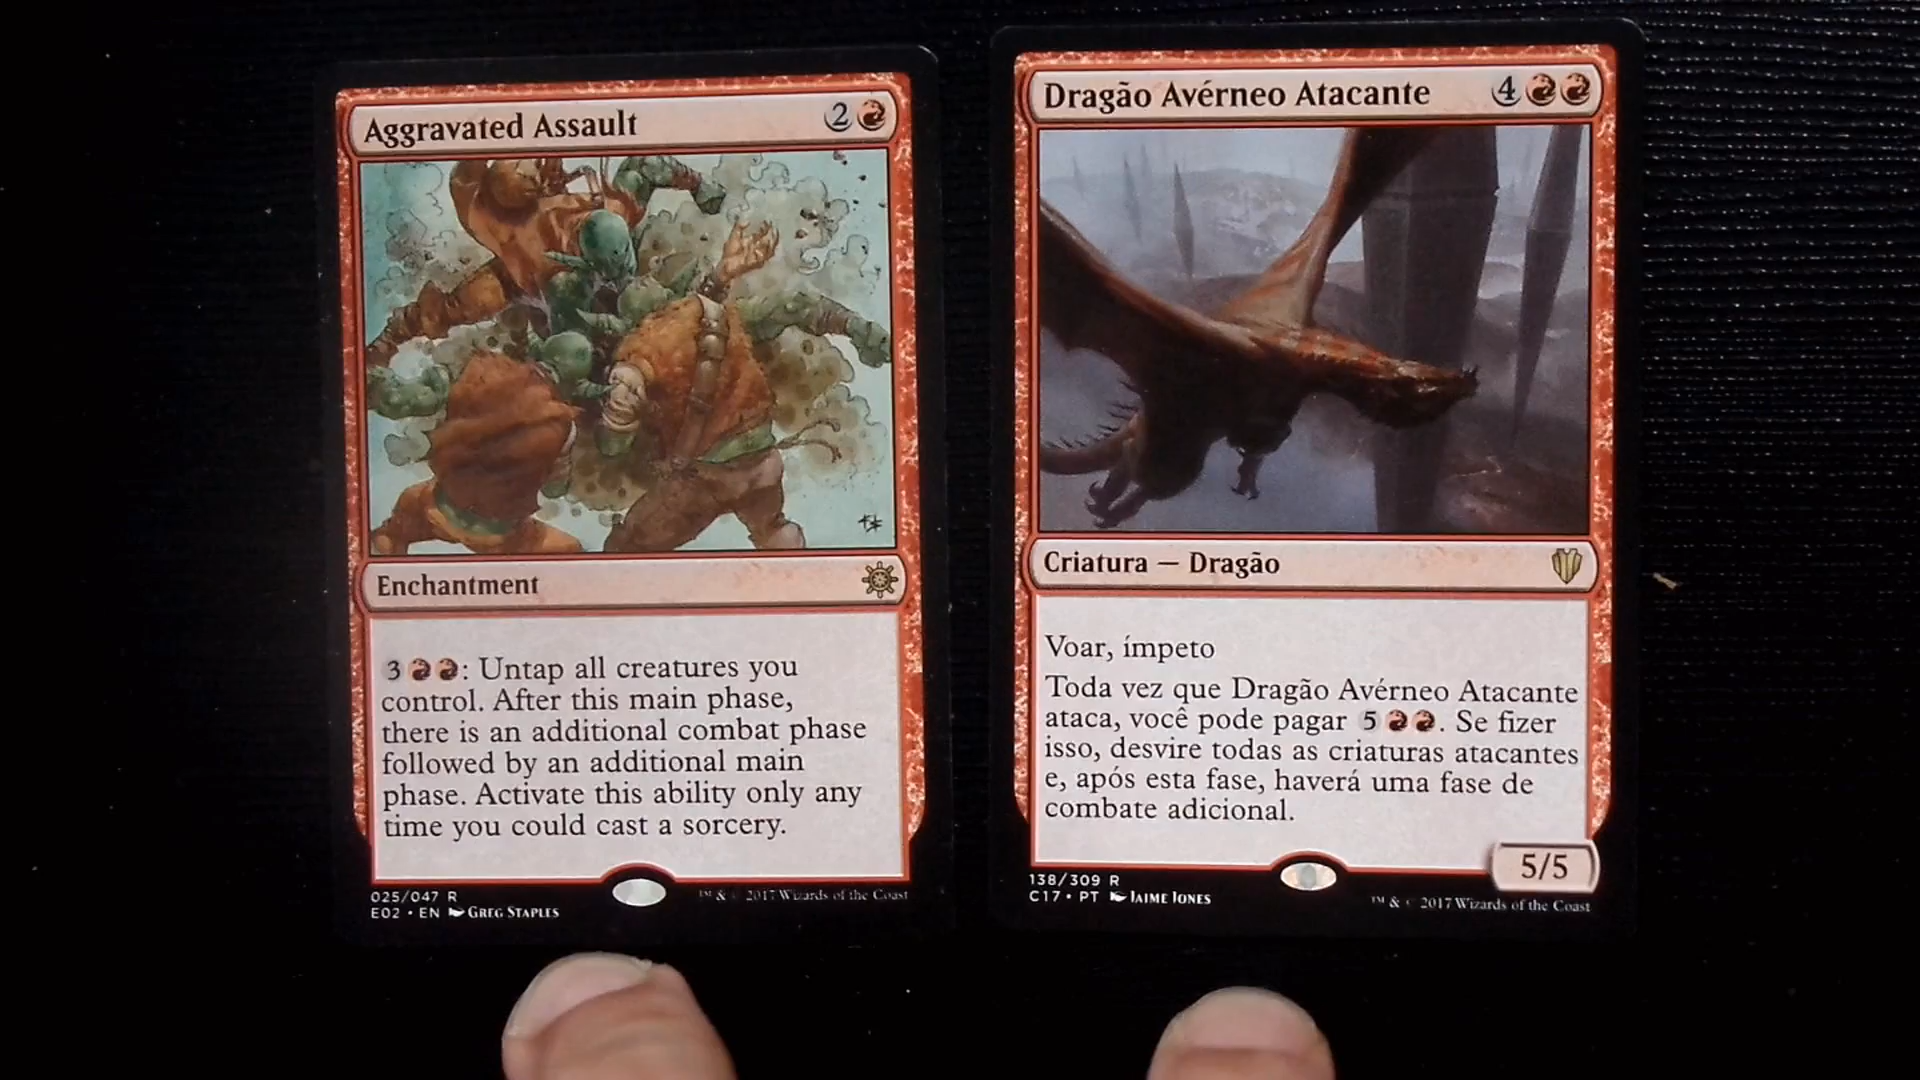 Aggravated Assault 2
Enchantment
3: Untap all creatures you
control. After this main phase,
there is an additional combat phase
followed by an additional main
phase. Activate this ability only any
time you could cast a sorcery.
025/047 R
E02 • EN GREG STAPLES
™ & © 2017 Wizards of the Coast
Dragão Avérneo Atacante 4
Criatura — Dragão
Voar, ímpeto
Toda vez que Dragão Avérneo Atacante
ataca, você pode pagar 5. Se fizer
isso, desvire todas as criaturas atacantes
e, após esta fase, haverá uma fase de
combate adicional.
5/5
138/309 R
C17 • PT JAIME JONES
™ & © 2017 Wizards of the Coast